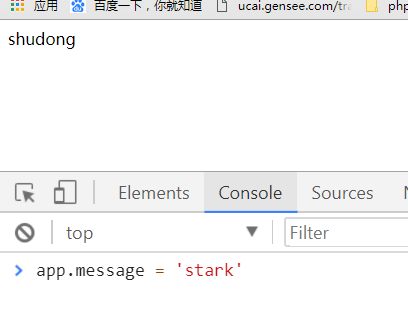 应用 百度一下，你就知道 ucai.gensee.com/tra php
shudong
Elements Console Sources
top Filter
app.message = 'stark'